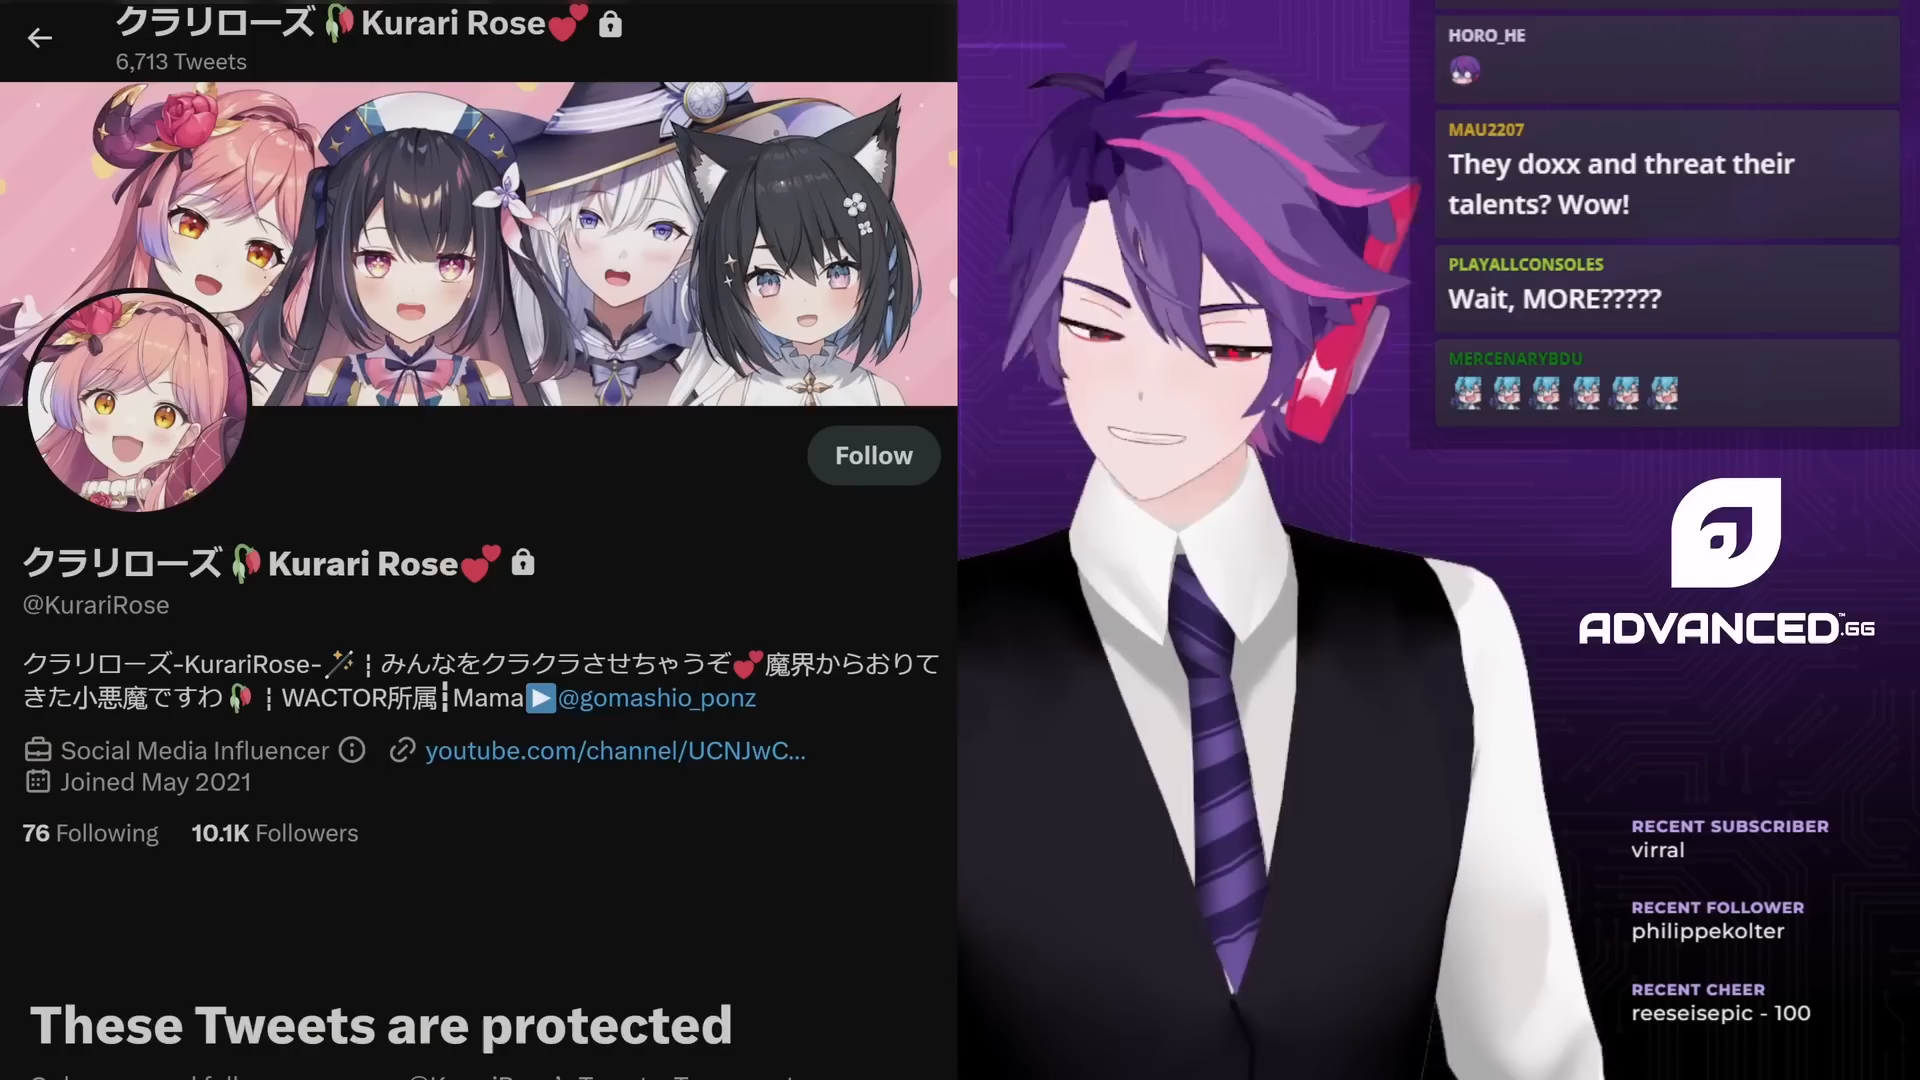 クラリローズ🥀Kurari Rose💕🔒
6,713 Tweets
Follow
クラリローズ🥀Kurari Rose💕🔒
@KurariRose
クラリローズ-KurariRose-🪄¦みんなをクラクラさせちゃうぞ💕魔界からおりて
きた小悪魔ですわ🥀¦WACTOR所属┇Mama▶️@gomashio_ponz
Social Media Influencer youtube.com/channel/UCNJwC...
Joined May 2021
76 Following 10.1K Followers
These Tweets are protected
HORO_HE
MAU2207
They doxx and threat their
talents? Wow!
PLAYALLCONSOLES
Wait, MORE?????
MERCENARYBDU
ADVANCED™.GG
RECENT SUBSCRIBER
virral
RECENT FOLLOWER
philippekolter
RECENT CHEER
reeseisepic - 100